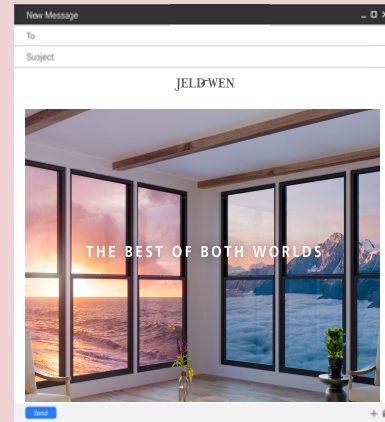 New Message
To
Subject
JELD-WEN
THE BEST OF BOTH WORLDS
Send